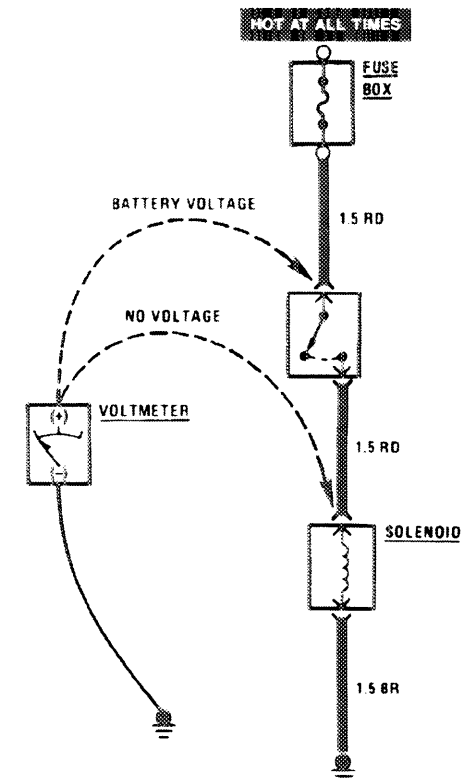 HOT AT ALL TIMES
FUSE
BOX
BATTERY VOLTAGE
1.5 RD
NO VOLTAGE
VOLTMETER
(+)
(-)
1.5 RD
SOLENOID
1.5 BR